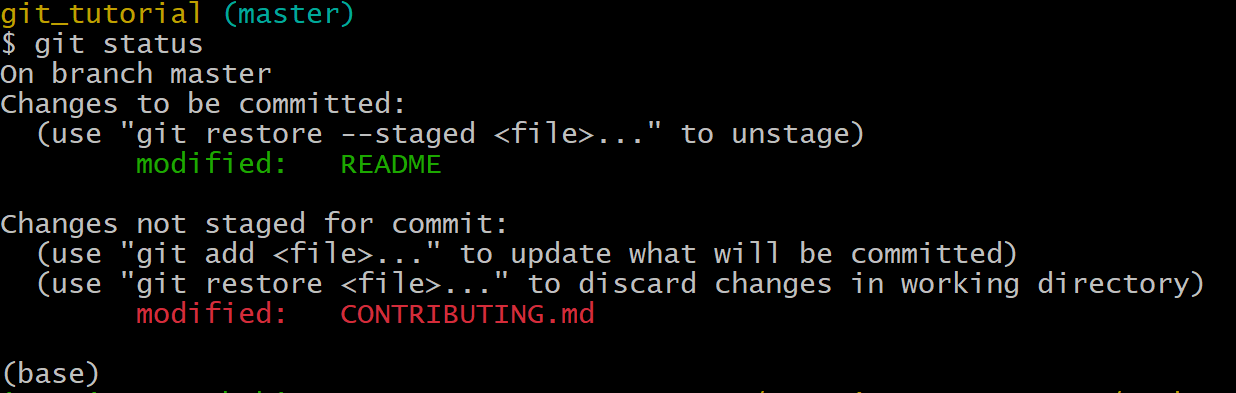 git_tutorial (master)
$ git status
On branch master
Changes to be committed:
  (use "git restore --staged <file>..." to unstage)
        modified:   README

Changes not staged for commit:
  (use "git add <file>..." to update what will be committed)
  (use "git restore <file>..." to discard changes in working directory)
        modified:   CONTRIBUTING.md

(base)